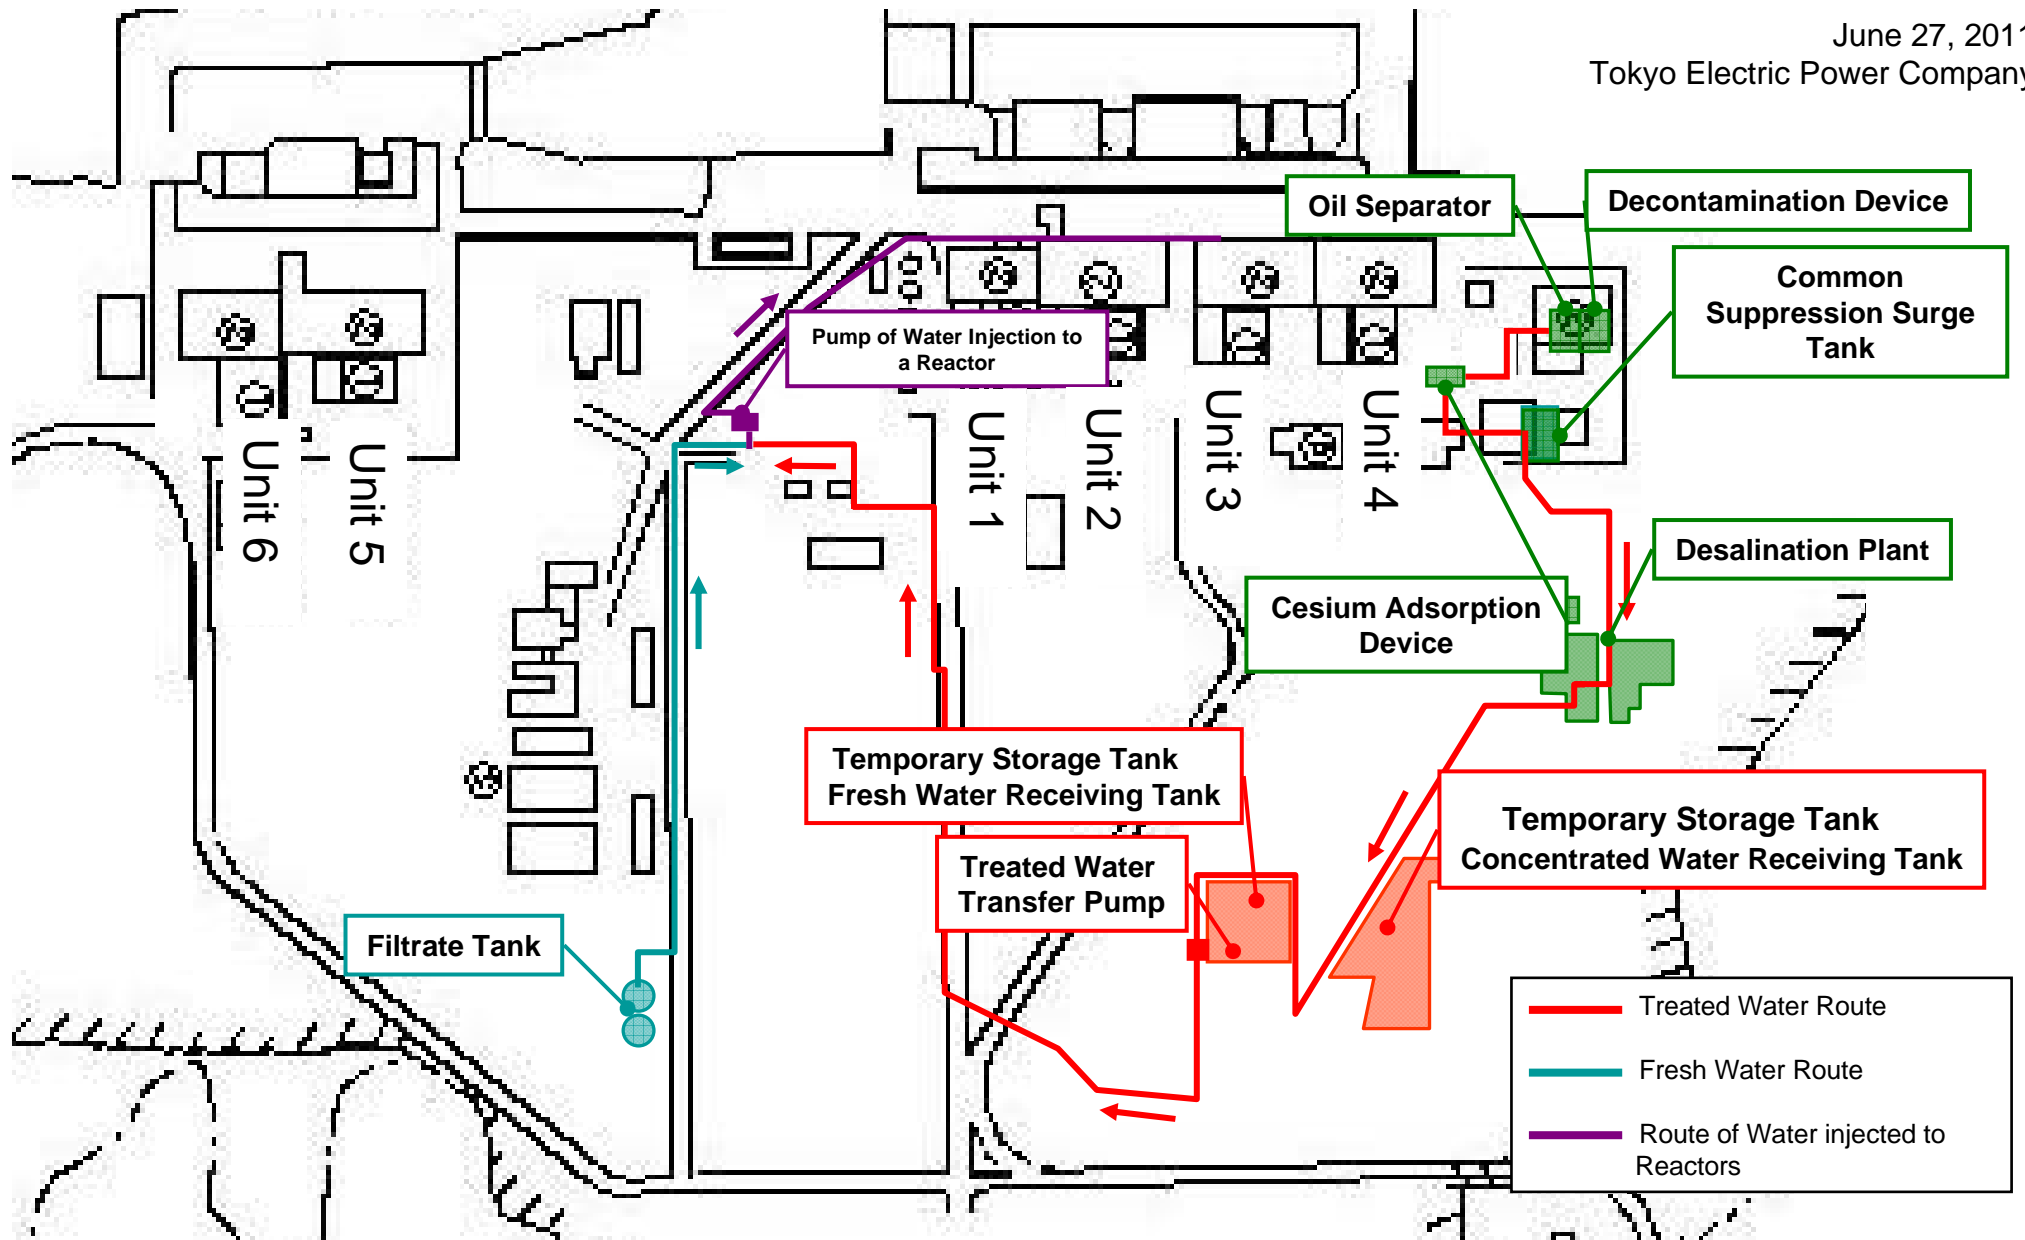 June 27, 2011
Tokyo Electric Power Company
Oil Separator
Decontamination Device
Common
Suppression Surge
Tank
Pump of Water Injection to
a Reactor
Unit 6
Unit 5
Unit 1
Unit 2
Unit 3
Unit 4
Desalination Plant
Cesium Adsorption
Device
Temporary Storage Tank
Fresh Water Receiving Tank
Temporary Storage Tank
Concentrated Water Receiving Tank
Treated Water
Transfer Pump
Filtrate Tank
Treated Water Route
Fresh Water Route
Route of Water injected to
Reactors